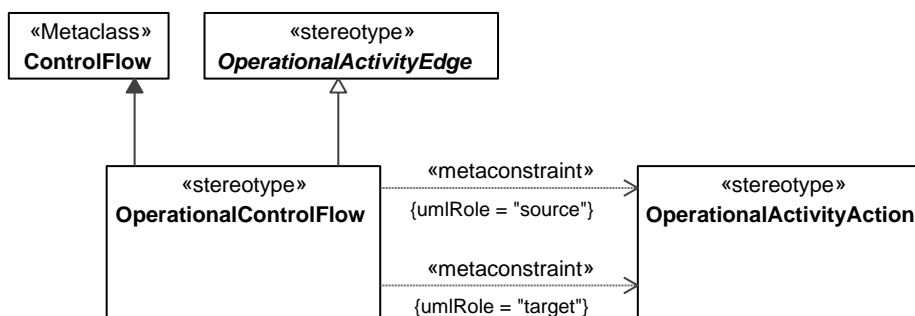 «Metaclass»
ControlFlow
«stereotype»
OperationalActivityEdge
«stereotype»
OperationalControlFlow
«metaconstraint»
{umlRole = "source"}
«metaconstraint»
{umlRole = "target"}
«stereotype»
OperationalActivityAction